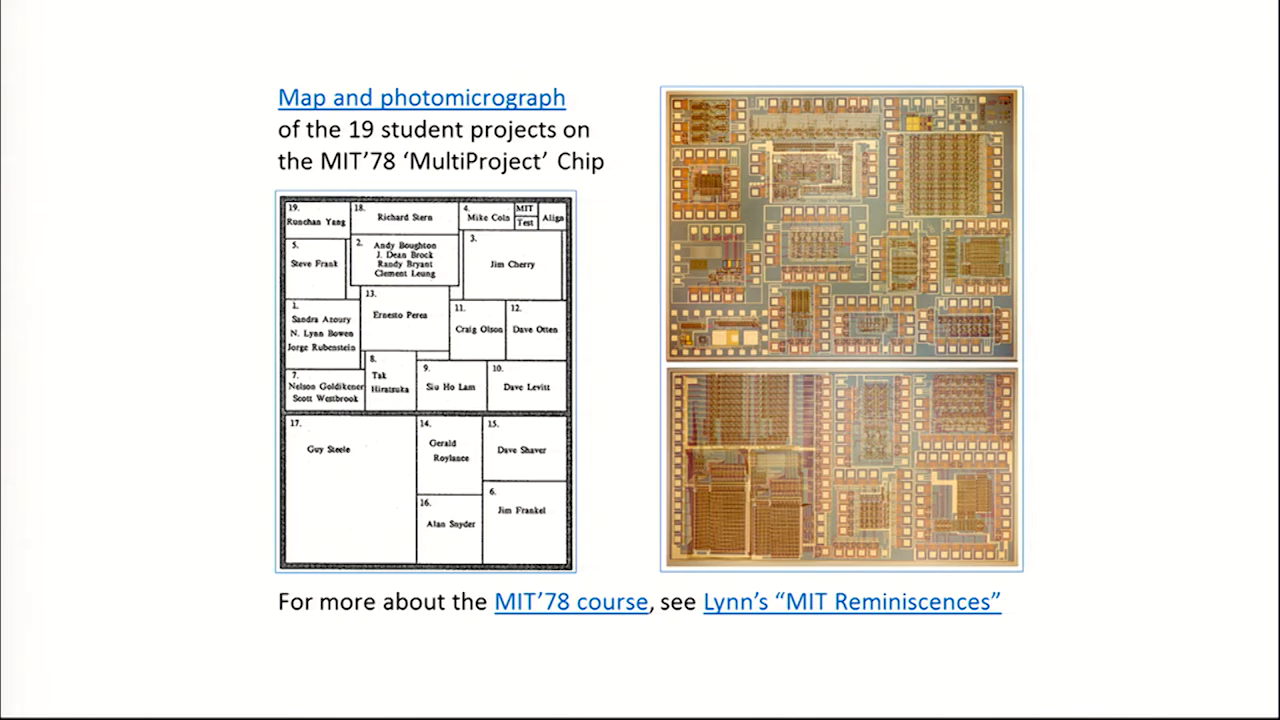 Map and photomicrograph
of the 19 student projects on
the MIT’78 ‘MultiProject’ Chip
19.
Runchan Yang
18.
Richard Stern
4.
Mike Coln
MIT
Test
Align
5.
Steve Frank
2.
Andy Boughton
J. Dean Brock
Randy Bryant
Clement Leung
3.
Jim Cherry
1.
Sandra Azoury
N. Lynn Bowen
Jorge Rubenstein
13.
Ernesto Perea
11.
Craig Olson
12.
Dave Otten
7.
Nelson Goldikener
Scott Westbrook
8.
Tak
Hiratsuka
9.
Siu Ho Lam
10.
Dave Levitt
17.
Guy Steele
14.
Gerald
Roylance
15.
Dave Shaver
16.
Alan Snyder
6.
Jim Frankel
For more about the MIT’78 course, see Lynn’s “MIT Reminiscences”